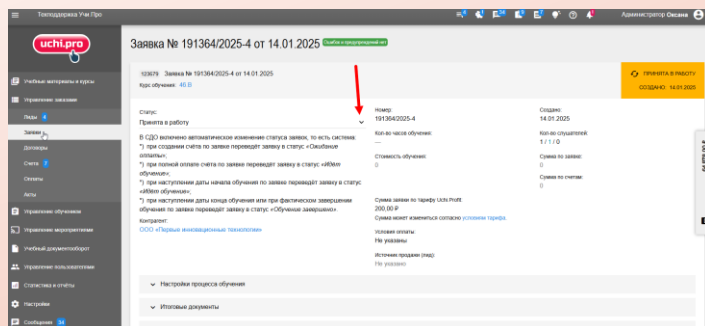 Техподдержка Учи.Про
Администратор Оксана
uchi.pro
Заявка № 191364/2025-4 от 14.01.2025
Ошибок и предупреждений нет
123679 Заявка № 191364/2025-4 от 14.01.2025
Курс обучения: 46 В
ПРИНЯТА В РАБОТУ
СОЗДАНО 14.01.2025
Учебные материалы и курсы
Управление заказами
Лиды 4
Заявки
Договоры
Счета 7
Оплаты
Акты
Управление обучением
Управление мероприятиями
Учебный документооборот
Управление пользователями
Статистика и отчёты
Настройки
Сообщения 34
Статус:
Принята в работу
В СДО включено автоматическое изменение статуса заявки, то есть система:
*) при создании счёта по заявке переведёт заявку в статус «Ожидание
оплаты»;
*) при полной оплате счёта по заявке переведёт заявку в статус «Идёт
обучение»;
*) при наступлении даты начала обучения по заявке переведёт заявку в статус
«Идёт обучение»;
*) при наступлении даты конца обучения или при фактическом завершении
обучения по заявке переведёт заявку в статус «Обучение завершено».
Контрагент:
ООО «Первые инновационные технологии»
Номер:
191364/2025-4
Создано:
14.01.2025
Кол-во часов обучения:
—
Кол-во слушателей:
1 / 1 / 0
Стоимость обучения:
0
Сумма по заявке:
0
Сумма по счетам:
0
Сумма заявки по тарифу Uchi.Profit:
200,00 ₽
Сумма может измениться согласно условиям тарифа.
Условия оплаты:
Не указаны
Источник продажи (лид):
Не указано
Настройки процесса обучения
Итоговые документы